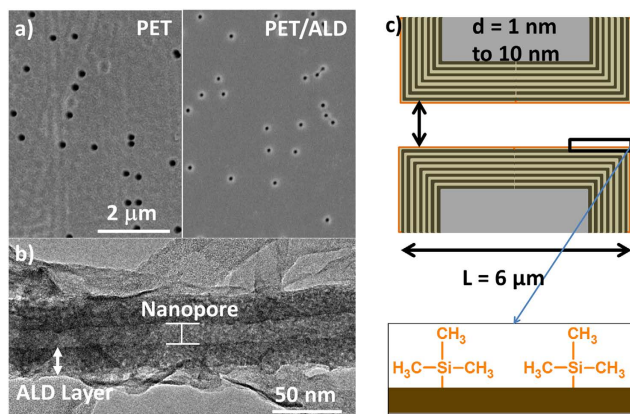 a)
PET
PET/ALD
2 μm
b)
Nanopore
ALD Layer
50 nm
c)
d = 1 nm
to 10 nm
L = 6 μm
CH₃
CH₃
H₃C—Si—CH₃
H₃C—Si—CH₃